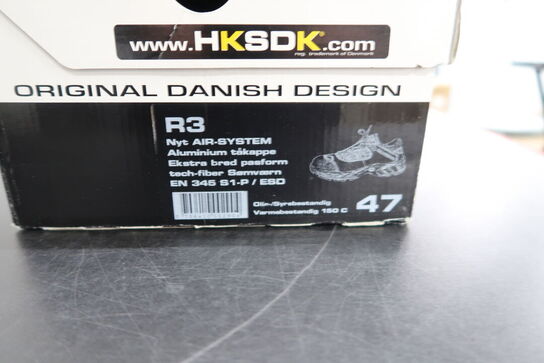 www.HKSDK.com
reg. trademark of Denmark
ORIGINAL DANISH DESIGN
R3
Nyt AIR-SYSTEM
Aluminium tåkappe
Ekstra bred pasform
tech-fiber Sømværn
EN 345 S1-P / ESD
Olie-/Syrebestandig
Varmebestandig 150 C
47